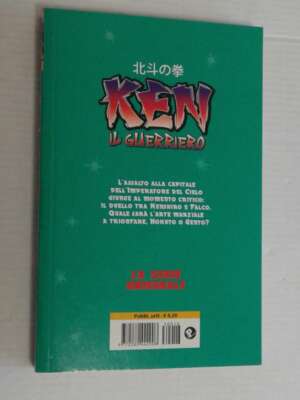 北斗の拳
KEN
IL GUERRIERO
L'ASSALTO ALLA CAPITALE
DELL'IMPERATORE DEL CIELO
GIUNGE AL MOMENTO CRITICO:
IL DUELLO TRA KENSHIRO E FALCO.
QUALE SARÀ L'ARTE MARZIALE
A TRIONFARE, HOKUTO O GENTO?
LA SERIE
ORIGINALE